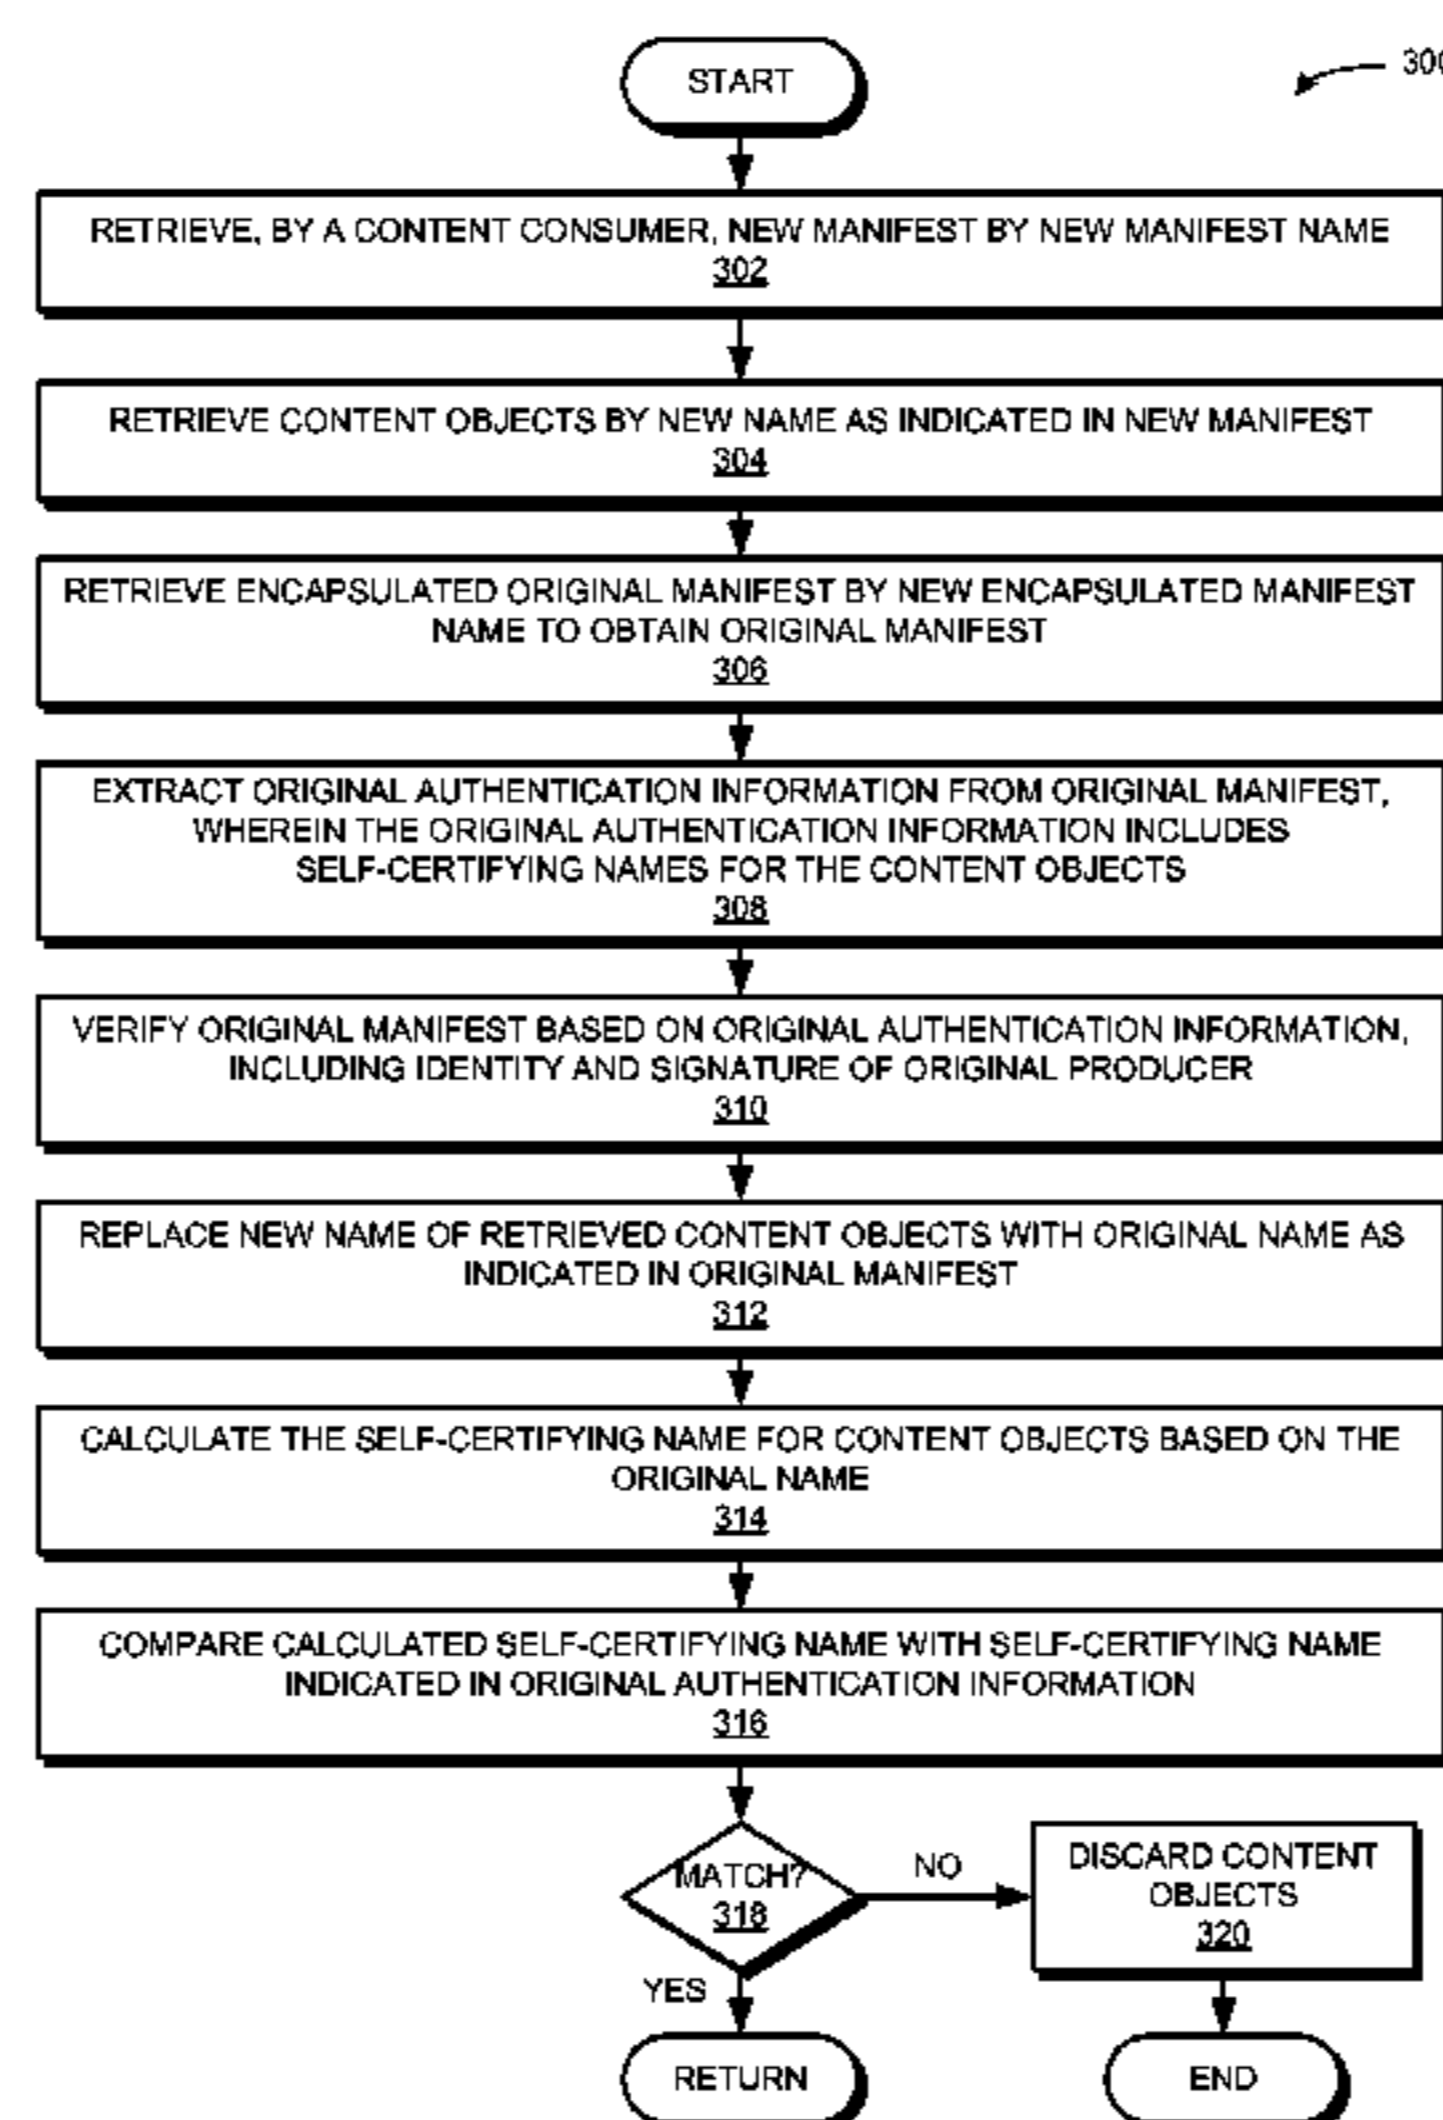 START
300
RETRIEVE, BY A CONTENT CONSUMER, NEW MANIFEST BY NEW MANIFEST NAME
302
RETRIEVE CONTENT OBJECTS BY NEW NAME AS INDICATED IN NEW MANIFEST
304
RETRIEVE ENCAPSULATED ORIGINAL MANIFEST BY NEW ENCAPSULATED MANIFEST
NAME TO OBTAIN ORIGINAL MANIFEST
306
EXTRACT ORIGINAL AUTHENTICATION INFORMATION FROM ORIGINAL MANIFEST,
WHEREIN THE ORIGINAL AUTHENTICATION INFORMATION INCLUDES
SELF-CERTIFYING NAMES FOR THE CONTENT OBJECTS
308
VERIFY ORIGINAL MANIFEST BASED ON ORIGINAL AUTHENTICATION INFORMATION,
INCLUDING IDENTITY AND SIGNATURE OF ORIGINAL PRODUCER
310
REPLACE NEW NAME OF RETRIEVED CONTENT OBJECTS WITH ORIGINAL NAME AS
INDICATED IN ORIGINAL MANIFEST
312
CALCULATE THE SELF-CERTIFYING NAME FOR CONTENT OBJECTS BASED ON THE
ORIGINAL NAME
314
COMPARE CALCULATED SELF-CERTIFYING NAME WITH SELF-CERTIFYING NAME
INDICATED IN ORIGINAL AUTHENTICATION INFORMATION
316
MATCH?
318
NO
DISCARD CONTENT
OBJECTS
320
YES
RETURN
END